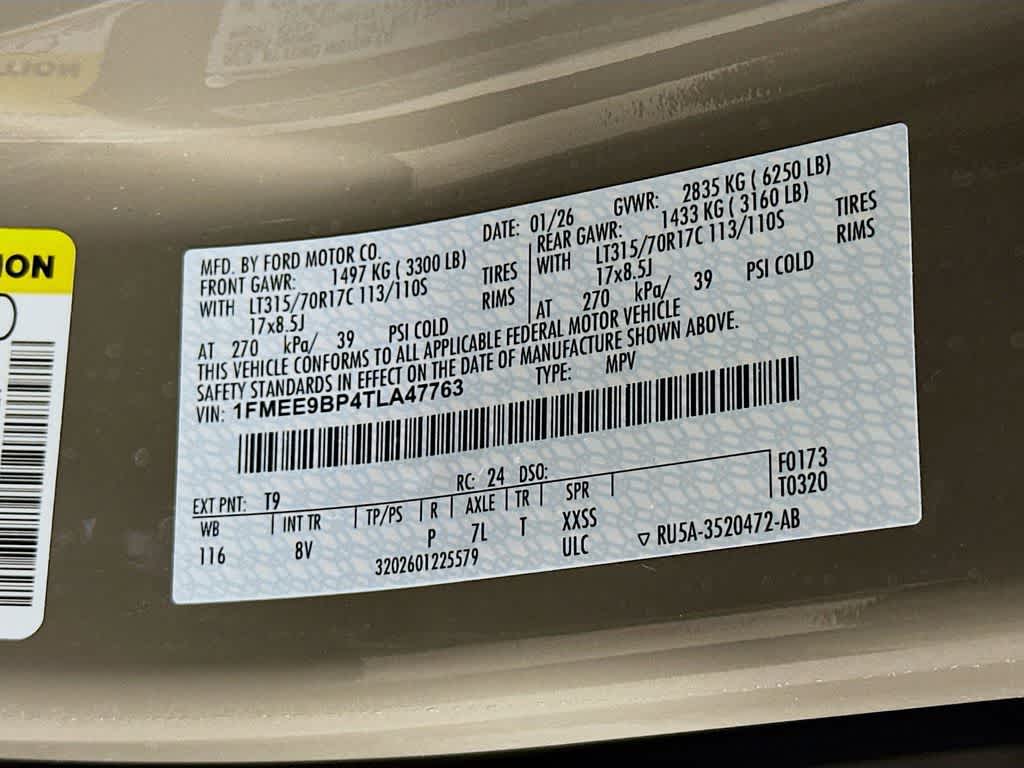 ION
MFD. BY FORD MOTOR CO.
DATE: 01/26
GVWR: 2835 KG ( 6250 LB)
FRONT GAWR: 1497 KG ( 3300 LB)
REAR GAWR: 1433 KG ( 3160 LB)
WITH LT315/70R17C 113/110S TIRES
WITH LT315/70R17C 113/110S TIRES
17x8.5J RIMS
17x8.5J RIMS
AT 270 kPa/ 39 PSI COLD
AT 270 kPa/ 39 PSI COLD
THIS VEHICLE CONFORMS TO ALL APPLICABLE FEDERAL MOTOR VEHICLE
SAFETY STANDARDS IN EFFECT ON THE DATE OF MANUFACTURE SHOWN ABOVE.
VIN: 1FMEE9BP4TLA47763
TYPE: MPV
EXT PNT: T9
RC: 24 DSO:
F0173
T0320
WB INT TR TP/PS R AXLE TR SPR
116 8V P 7L T XXSS
3202601225579
ULC
RU5A-3520472-AB